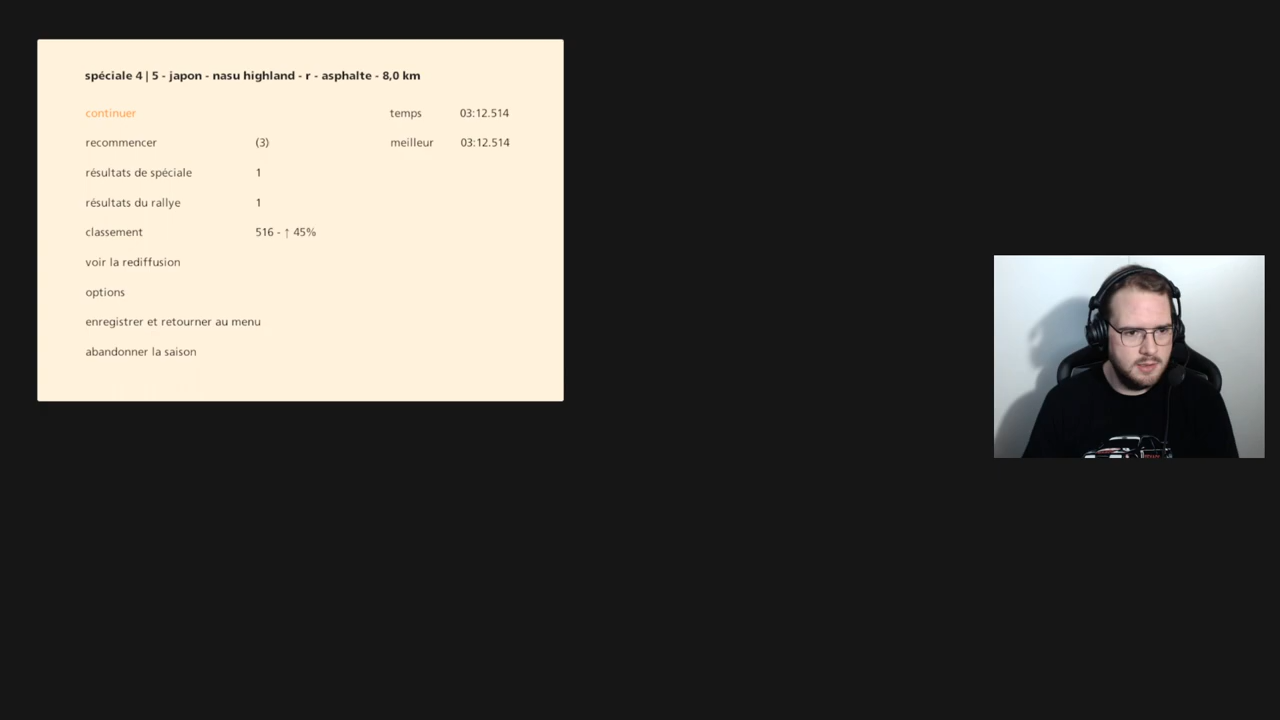 spéciale 4 | 5 - japon - nasu highland - r - asphalte - 8,0 km
continuer temps 03:12.514
recommencer (3) meilleur 03:12.514
résultats de spéciale 1
résultats du rallye 1
classement 516 - ↑ 45%
voir la rediffusion
options
enregistrer et retourner au menu
abandonner la saison